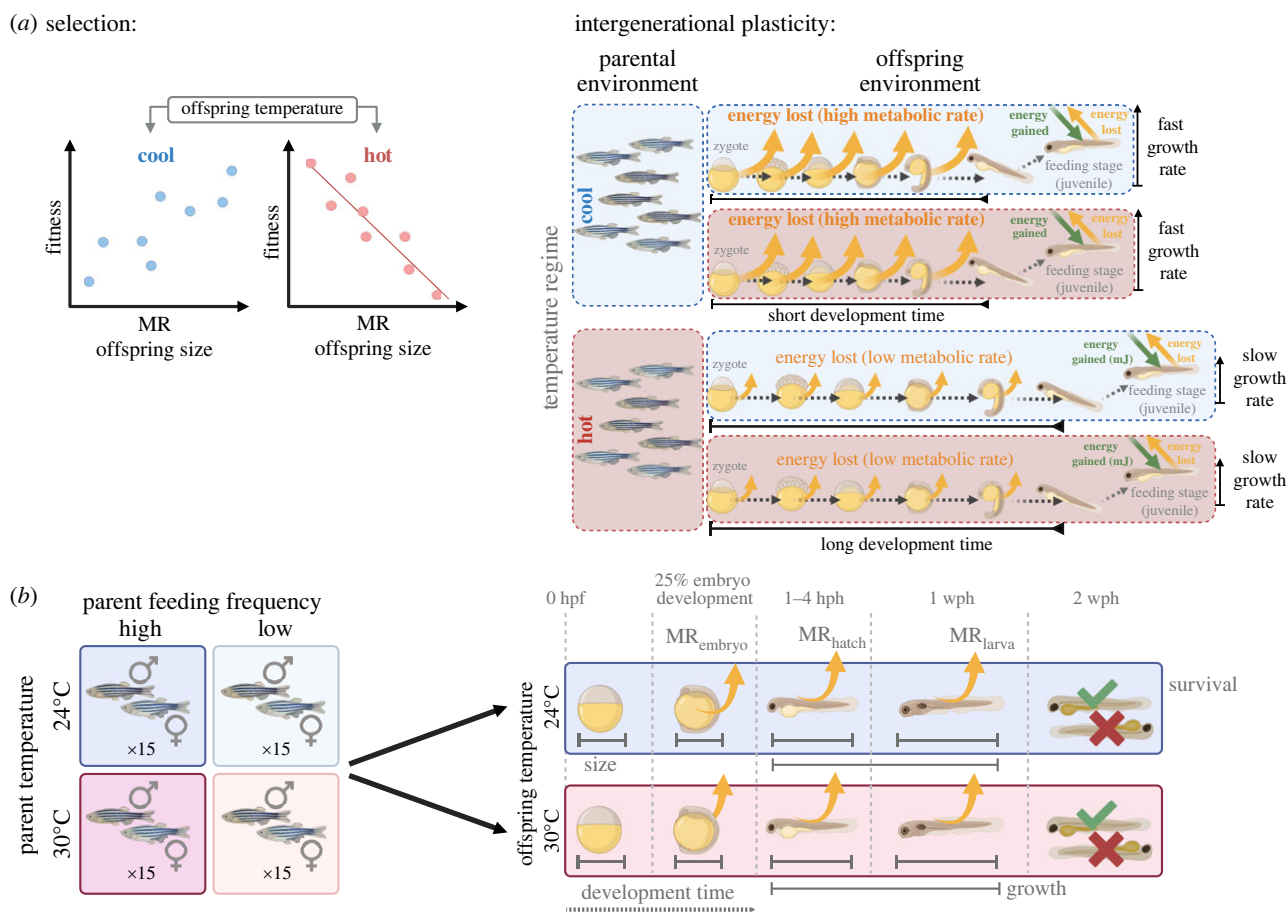 (a) selection:
offspring temperature
cool
hot
fitness
fitness
MR
offspring size
MR
offspring size
intergenerational plasticity:
parental
environment
offspring
environment
temperature regime
cool
energy lost (high metabolic rate)
zygote
energy
gained
energy
lost
feeding stage
(juvenile)
fast
growth
rate
energy lost (high metabolic rate)
zygote
energy
gained
energy
lost
feeding stage
(juvenile)
fast
growth
rate
short development time
hot
energy lost (low metabolic rate)
zygote
energy
gained (mJ)
energy
lost
feeding stage
(juvenile)
slow
growth
rate
energy lost (low metabolic rate)
zygote
energy
gained (mJ)
energy
lost
feeding stage
(juvenile)
slow
growth
rate
long development time
(b)
parent feeding frequency
high
low
parent temperature
24°C
×15
×15
30°C
×15
×15
0 hpf
25% embryo
development
1–4 hph
1 wph
2 wph
MRembryo
MRhatch
MRlarva
offspring temperature
24°C
size
survival
30°C
development time
growth